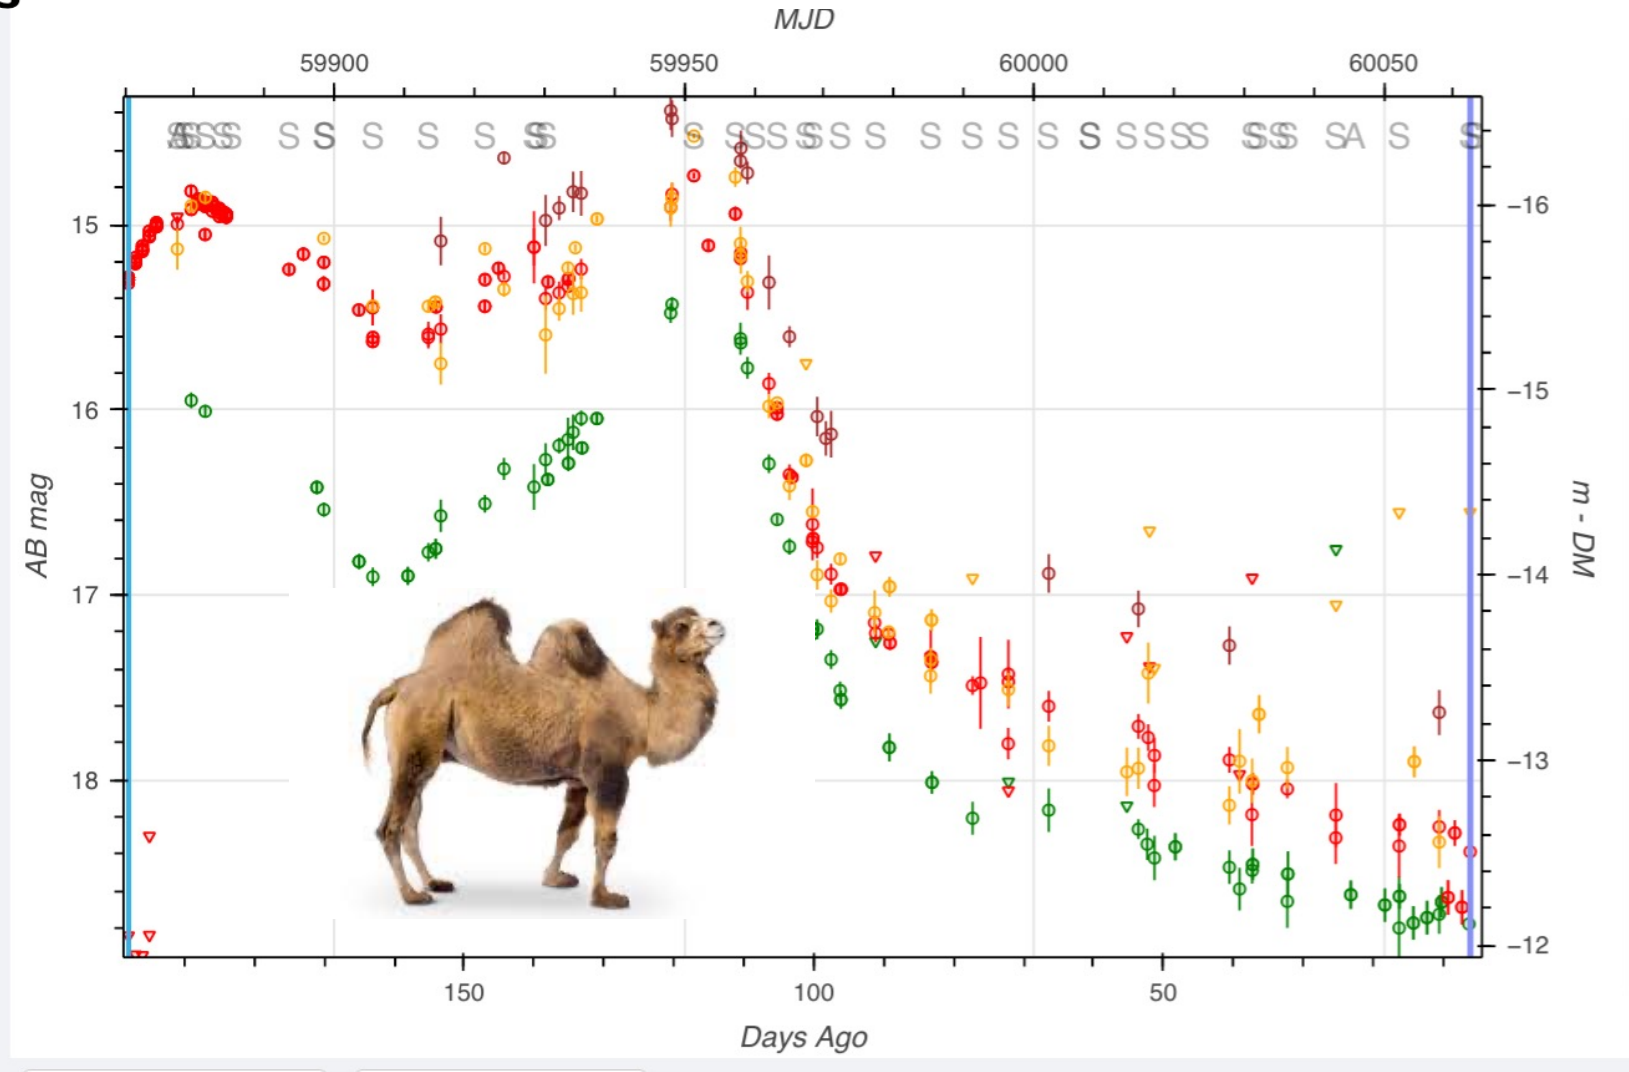 s
MJD
59900 59950 60000 60050
S A S S S S S S S S S S S S S S S S S S S S S S S S S S S S S S S S S S S S A S S
15
16
17
18
AB mag
−16
−15
−14
−13
−12
m - DM
150 100 50
Days Ago